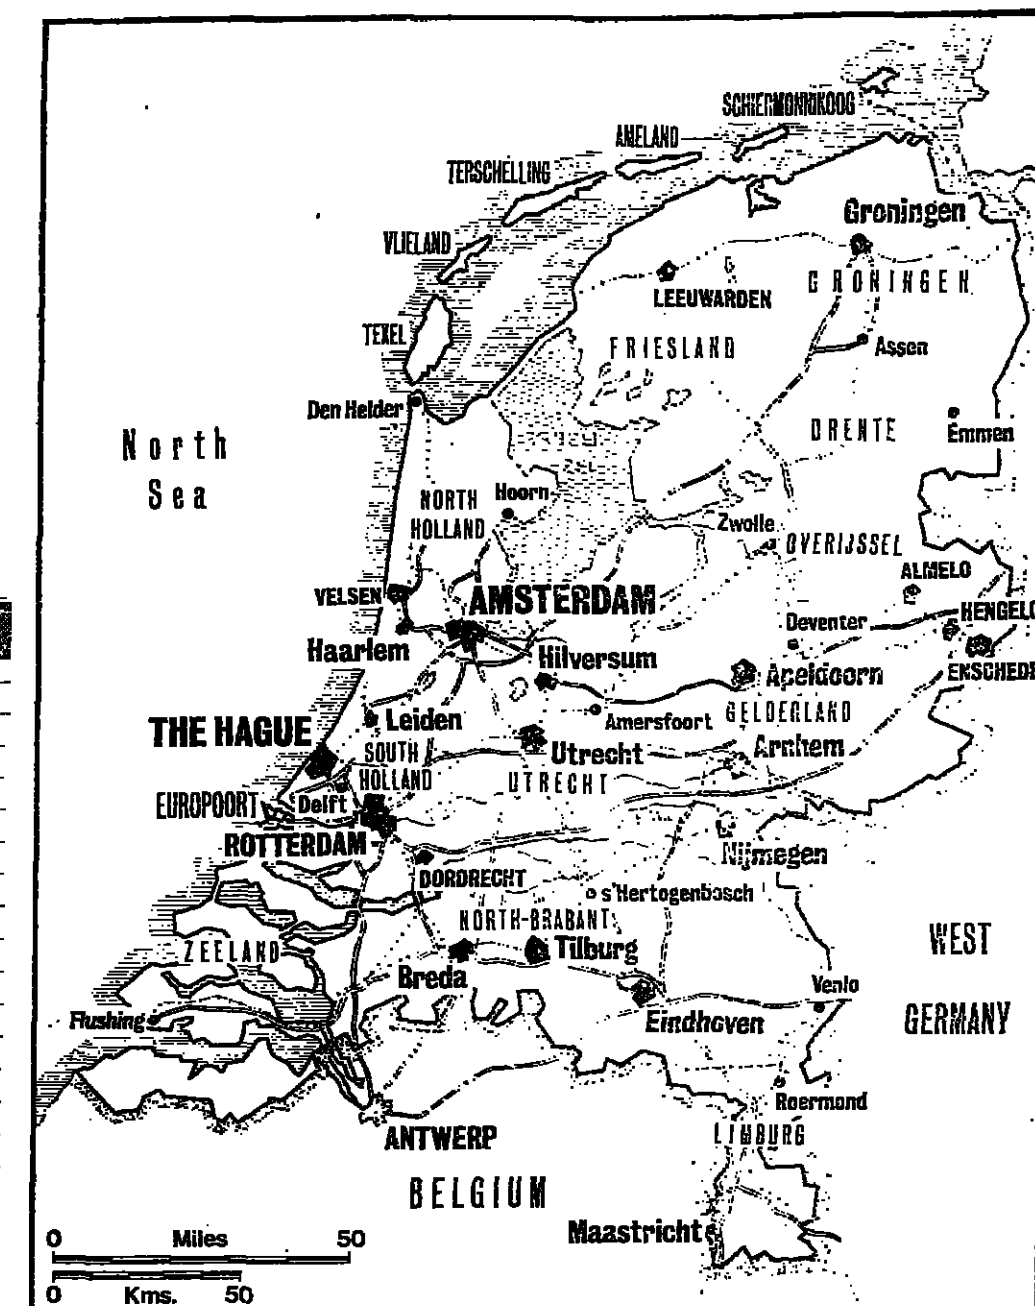 SCHIERMONNIKOOG
AMELAND
TERSCHELLING
Groningen
VLIELAND
LEEUWARDEN
GRONINGEN
TEXEL
FRIESLAND
Assen
Den Helder
DRENTE
Emmen
North
Sea
NORTH
HOLLAND
Hoorn
Zwolle
OVERIJSSEL
ALMELO
VELSEN
AMSTERDAM
HENGELO
Deventer
Haarlem
Hilversum
Apeldoorn
ENSCHEDE
Leiden
Amersfoort
GELDERLAND
THE HAGUE
SOUTH
HOLLAND
Utrecht
Arnhem
UTRECHT
EUROPOORT
Delft
ROTTERDAM
Nijmegen
DORDRECHT
s'Hertogenbosch
NORTH-BRABANT
ZEELAND
Tilburg
WEST
GERMANY
Breda
Venlo
Flushing
Eindhoven
Roermond
ANTWERP
LIMBURG
BELGIUM
Maastricht
0 Miles 50
0 Kms. 50